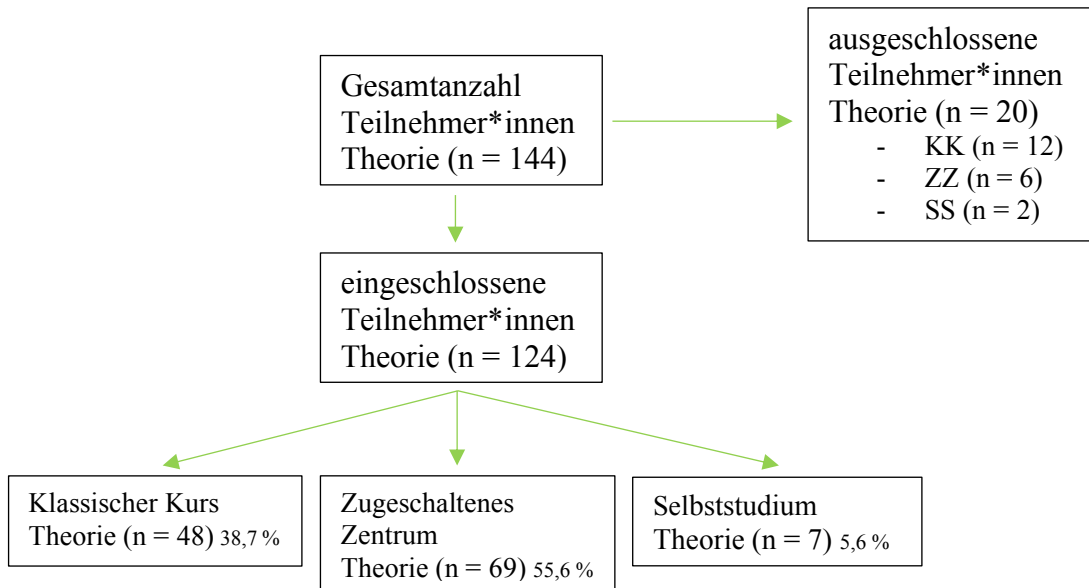 Gesamtanzahl
Teilnehmer*innen
Theorie (n = 144)
ausgeschlossene
Teilnehmer*innen
Theorie (n = 20)
- KK (n = 12)
- ZZ (n = 6)
- SS (n = 2)
eingeschlossene
Teilnehmer*innen
Theorie (n = 124)
Klassischer Kurs
Theorie (n = 48) 38,7 %
Zugeschaltenes
Zentrum
Theorie (n = 69) 55,6 %
Selbststudium
Theorie (n = 7) 5,6 %